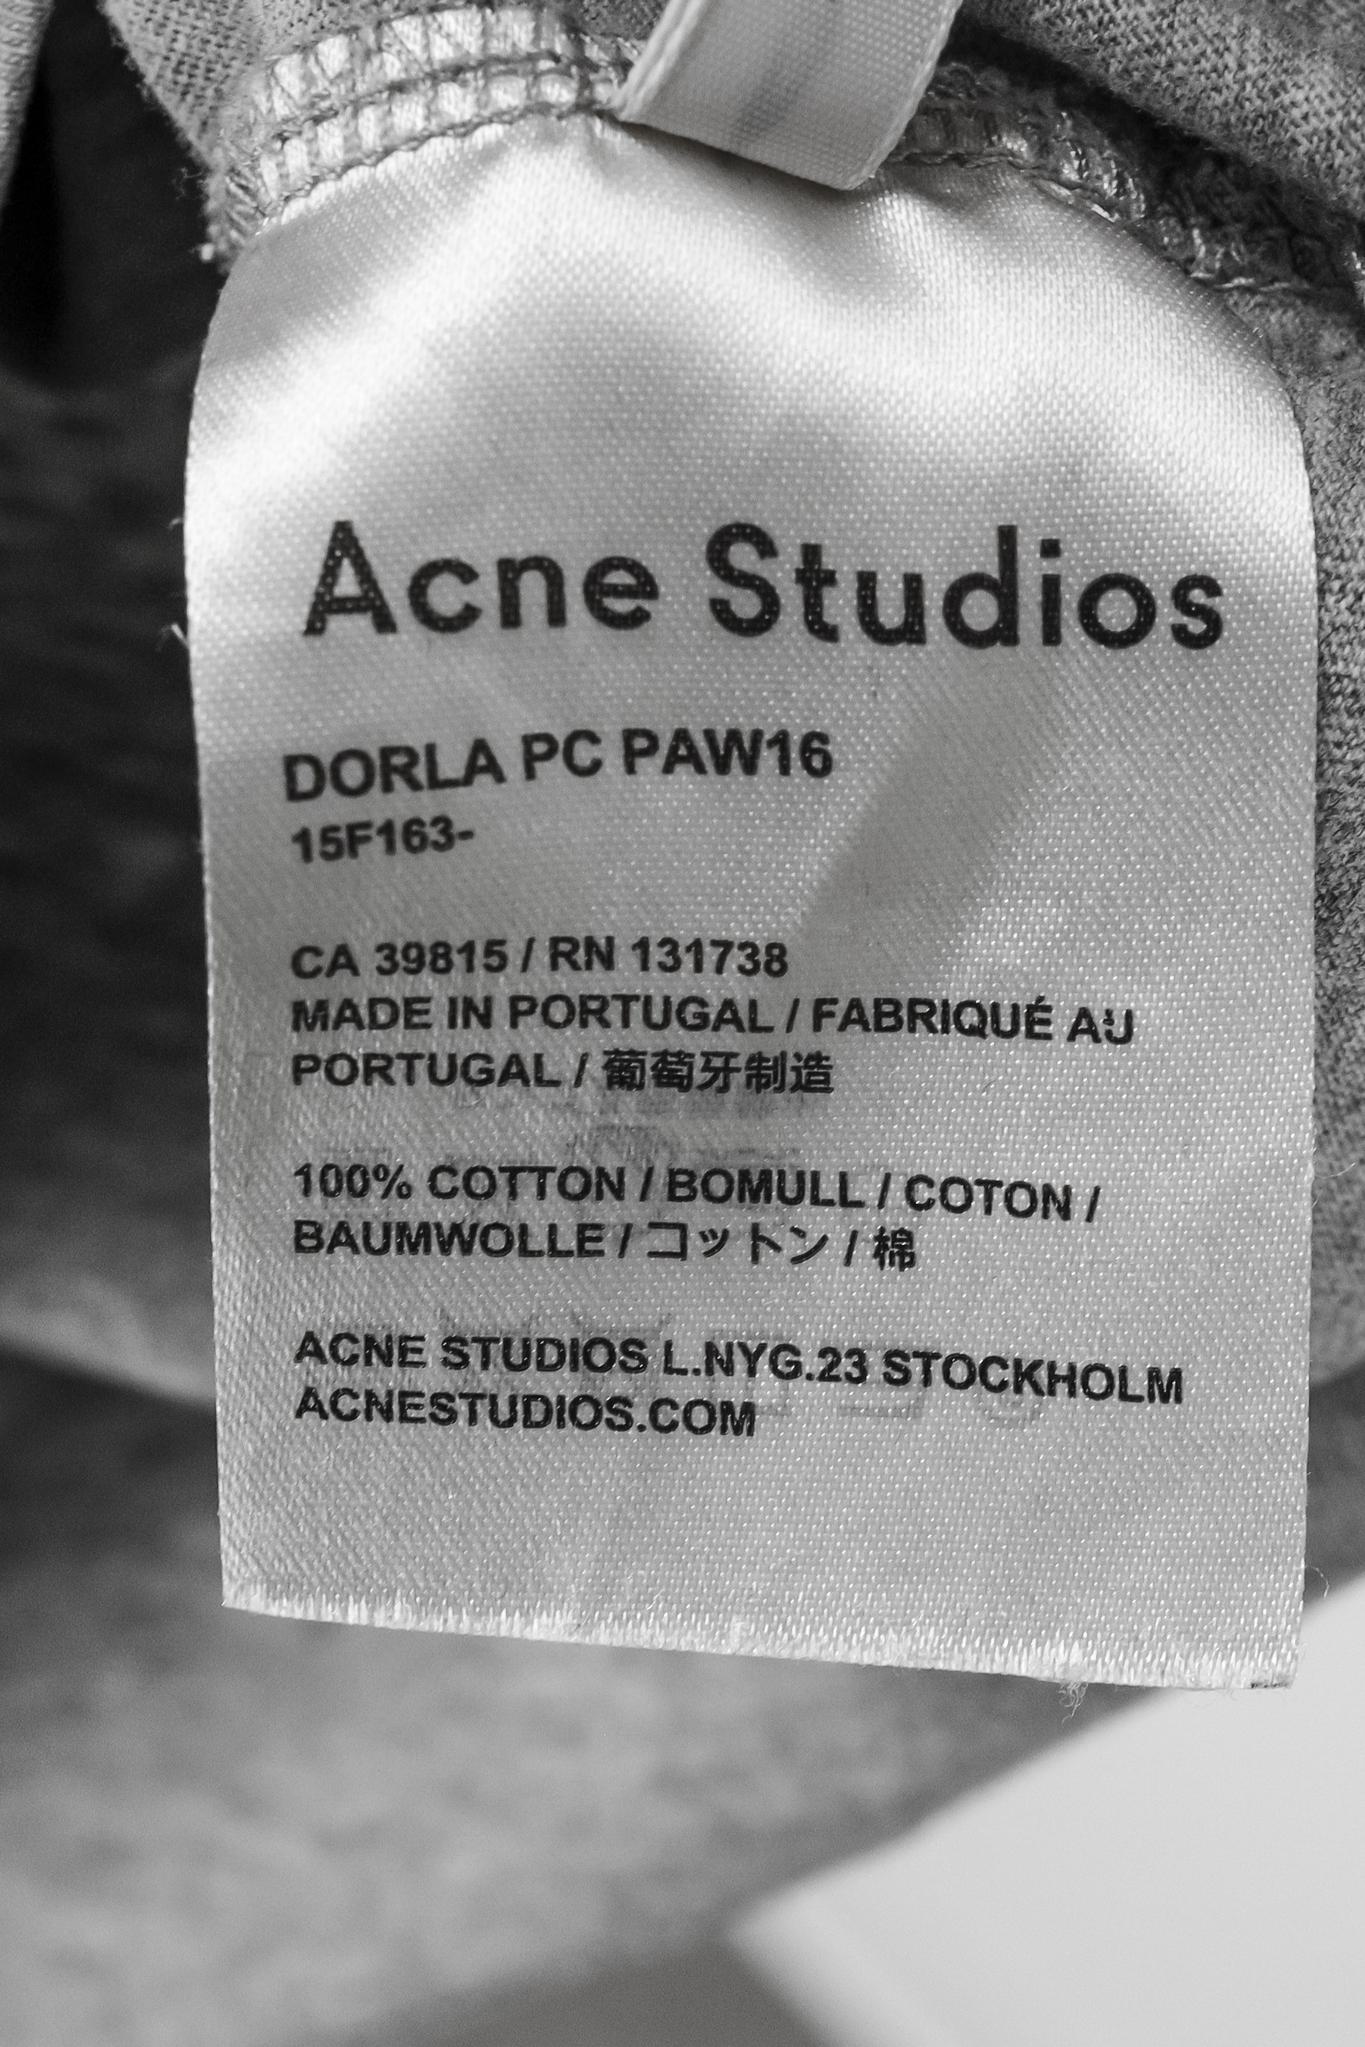 Acne Studios
DORLA PC PAW16
15F163-
CA 39815 / RN 131738
MADE IN PORTUGAL / FABRIQUÉ AU
PORTUGAL / 葡萄牙制造
100% COTTON / BOMULL / COTON /
BAUMWOLLE / コットン / 棉
ACNE STUDIOS L.NYG.23 STOCKHOLM
ACNESTUDIOS.COM